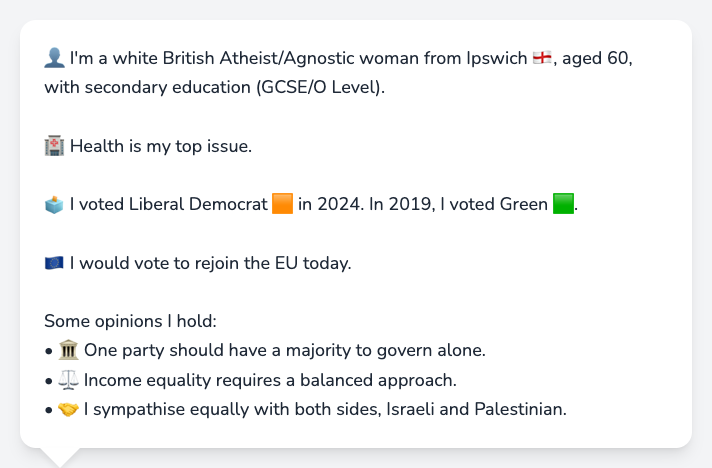 👤 I'm a white British Atheist/Agnostic woman from Ipswich 🏴󠁧󠁢󠁥󠁮󠁧󠁿, aged 60,
with secondary education (GCSE/O Level).
🏥 Health is my top issue.
🗳️ I voted Liberal Democrat 🟧 in 2024. In 2019, I voted Green 🟩.
🇪🇺 I would vote to rejoin the EU today.
Some opinions I hold:
• 🏛️ One party should have a majority to govern alone.
• ⚖️ Income equality requires a balanced approach.
• 🤝 I sympathise equally with both sides, Israeli and Palestinian.